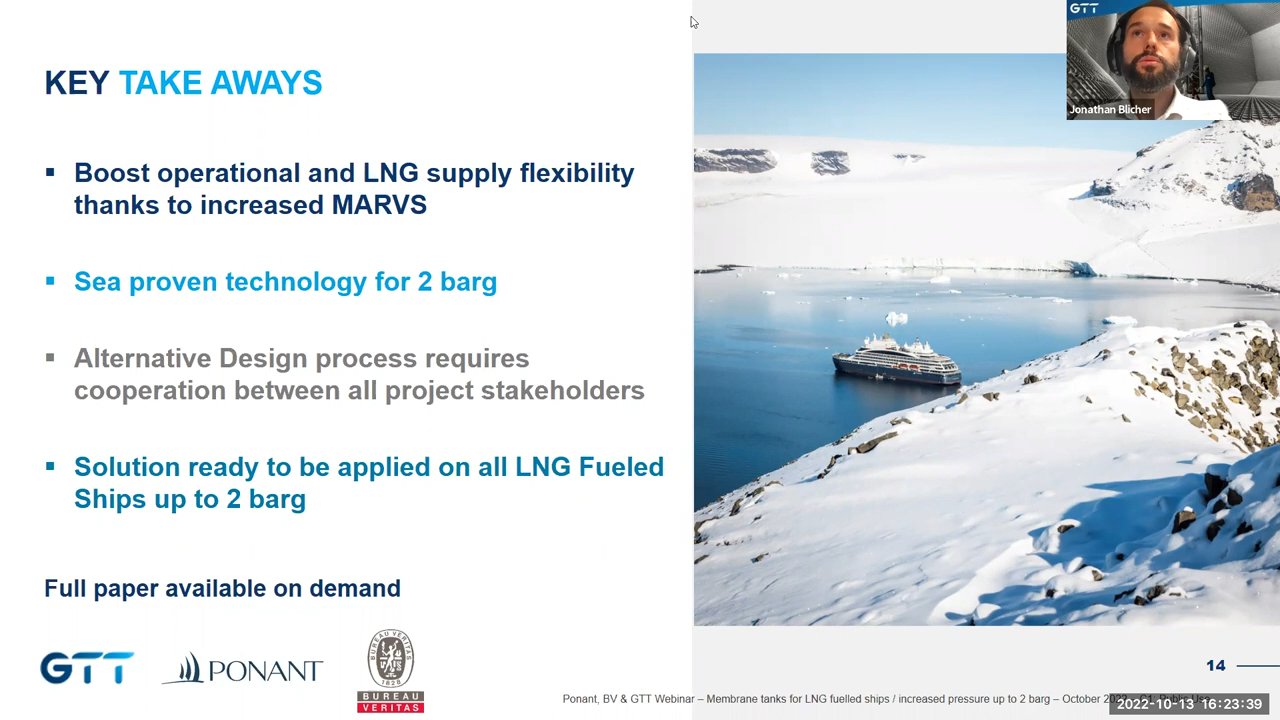 GTT
Jonathan Blicher
KEY TAKE AWAYS
Boost operational and LNG supply flexibility
thanks to increased MARVS
Sea proven technology for 2 barg
Alternative Design process requires
cooperation between all project stakeholders
Solution ready to be applied on all LNG Fueled
Ships up to 2 barg
Full paper available on demand
GTT
PONANT
BUREAU VERITAS
1828
BUREAU
VERITAS
14
Ponant, BV & GTT Webinar – Membrane tanks for LNG fuelled ships / increased pressure up to 2 barg – October
2022-10-13 16:23:39